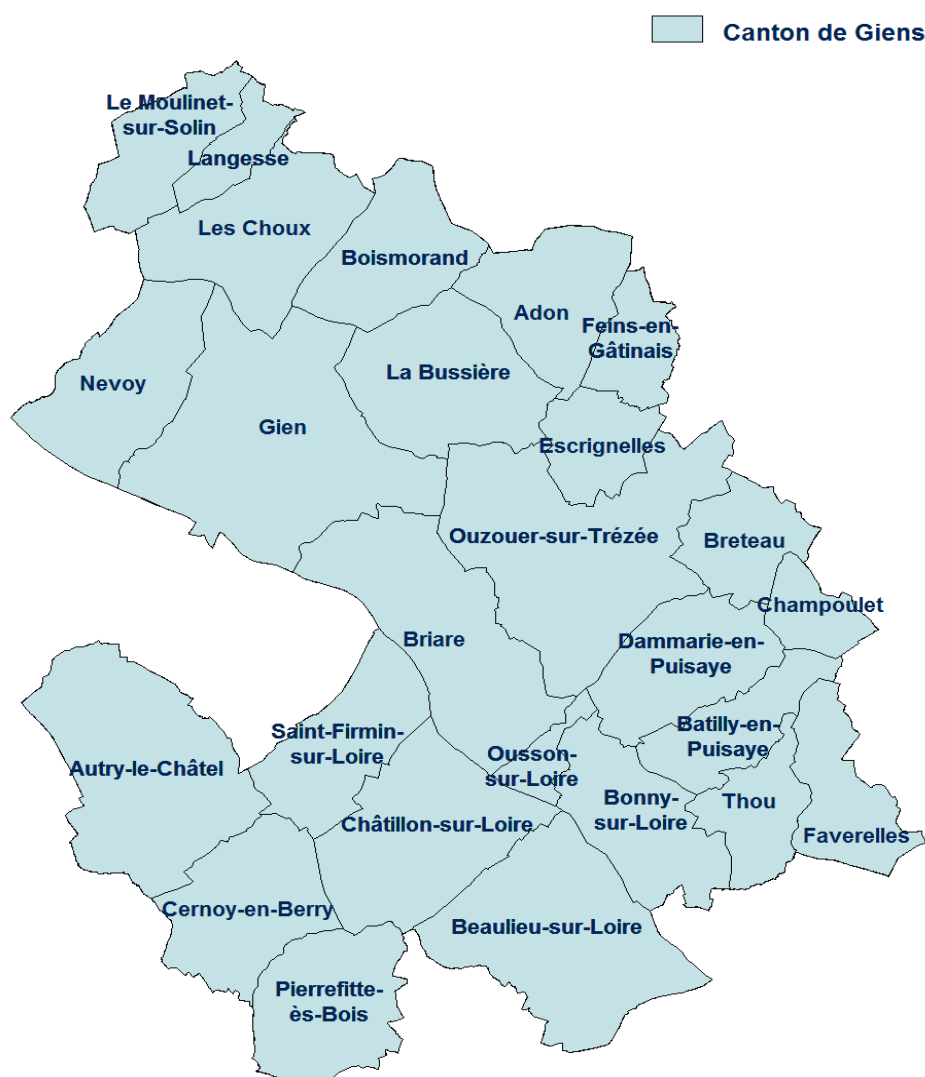 Canton de Giens
Le Moulinet-
sur-Solin
Langesse
Les Choux
Boismorand
Adon
Feins-en-
Gâtinais
La Bussière
Nevoy
Gien
Escrignelles
Ouzouer-sur-Trézée
Breteau
Champoulet
Briare
Dammarie-en-
Puisaye
Saint-Firmin-
sur-Loire
Batilly-en-
Puisaye
Autry-le-Châtel
Ousson-
sur-Loire
Bonny-
sur-Loire
Thou
Châtillon-sur-Loire
Faverelles
Cernoy-en-Berry
Beaulieu-sur-Loire
Pierrefitte-
ès-Bois